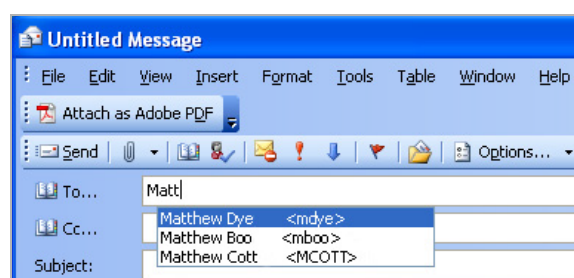 Untitled Message
File Edit View Insert Format Tools Table Window Help
Attach as Adobe PDF
Send Options...
To... Matt
Matthew Dye <mdye>
Cc... Matthew Boo <mboo>
Matthew Cott <MCOTT>
Subject: